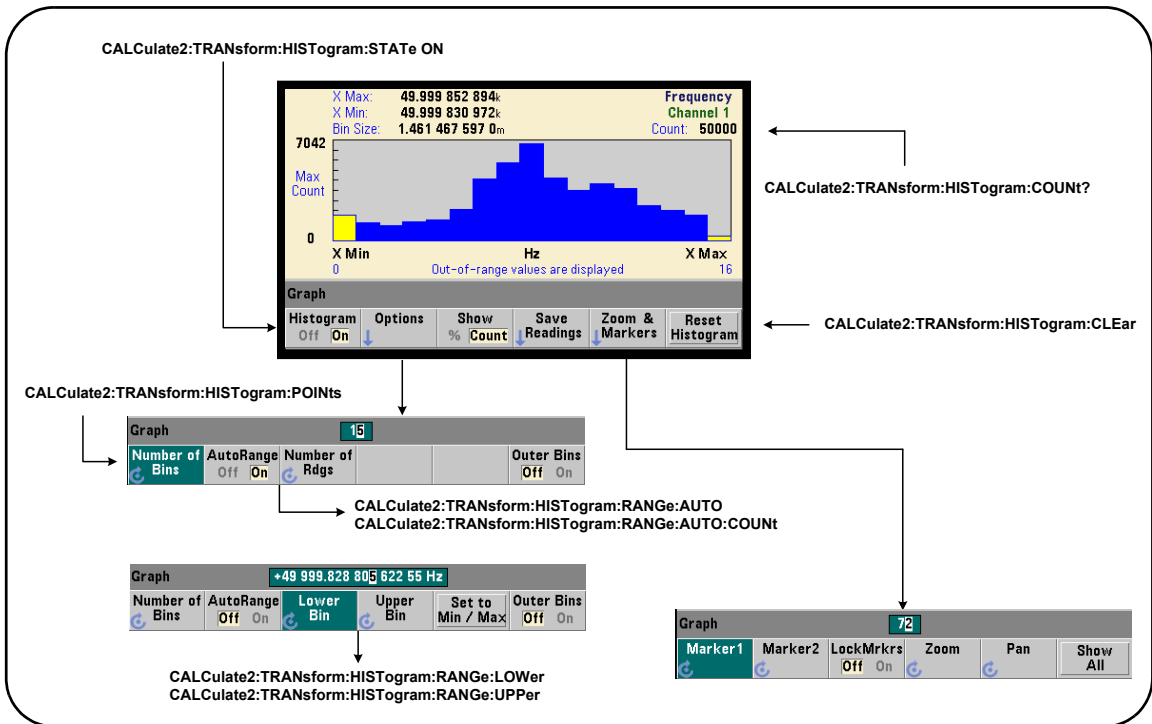 CALCulate2:TRANsform:HISTogram:STATe ON
X Max: 49.999 852 894k
Frequency
X Min: 49.999 830 972k
Channel 1
Bin Size: 1.461 467 597 0m
Count: 50000
7042
Max
Count
0
X Min
Hz
X Max
0
Out-of-range values are displayed
16
CALCulate2:TRANsform:HISTogram:COUNt?
Graph
Histogram
Off On
Options
Show
% Count
Save
Readings
Zoom &
Markers
Reset
Histogram
CALCulate2:TRANsform:HISTogram:CLEar
CALCulate2:TRANsform:HISTogram:POINts
Graph
15
Number of
Bins
AutoRange
Off On
Number of
Rdgs
Outer Bins
Off On
CALCulate2:TRANsform:HISTogram:RANGe:AUTO
CALCulate2:TRANsform:HISTogram:RANGe:AUTO:COUNt
Graph
+49 999.828 805 622 55 Hz
Number of
Bins
AutoRange
Off On
Lower
Bin
Upper
Bin
Set to
Min / Max
Outer Bins
Off On
CALCulate2:TRANsform:HISTogram:RANGe:LOWer
CALCulate2:TRANsform:HISTogram:RANGe:UPPer
Graph
72
Marker1
Marker2
LockMrkrs
Off On
Zoom
Pan
Show
All